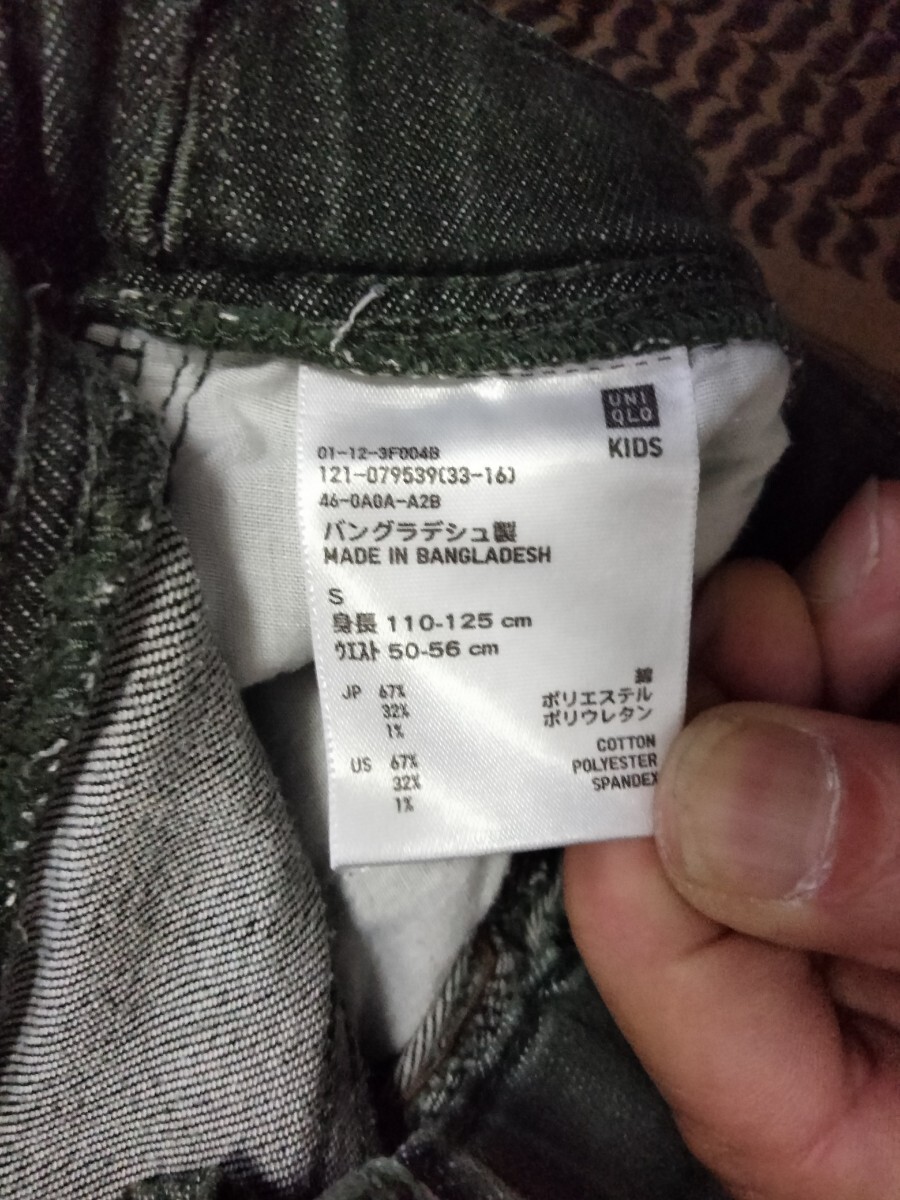 UNI
QLO
KIDS
01-12-3F004B
121-079539(33-16)
46-0A0A-A2B
バングラデシュ製
MADE IN BANGLADESH
S
身長 110-125 cm
ウエスト 50-56 cm
JP 67% 綿
32% ポリエステル
1% ポリウレタン
US 67% COTTON
32% POLYESTER
1% SPANDEX